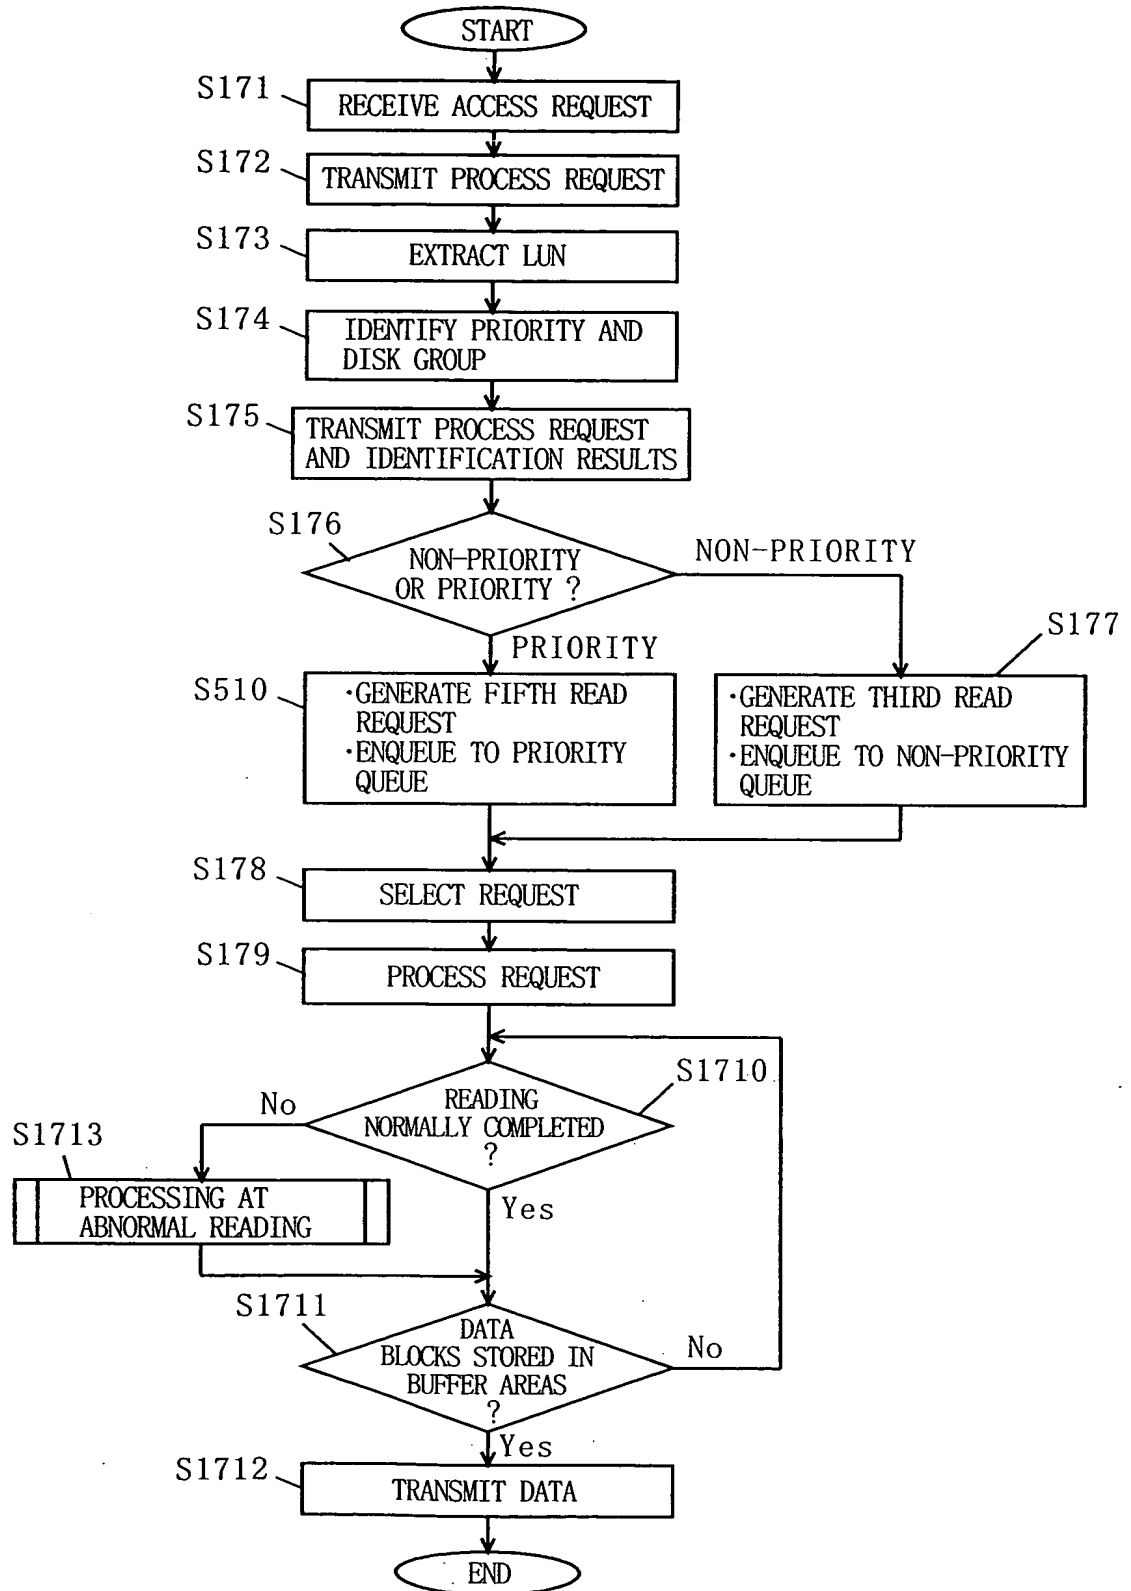 START
S171
RECEIVE ACCESS REQUEST
S172
TRANSMIT PROCESS REQUEST
S173
EXTRACT LUN
S174
IDENTIFY PRIORITY AND
DISK GROUP
S175
TRANSMIT PROCESS REQUEST
AND IDENTIFICATION RESULTS
S176
NON-PRIORITY
OR PRIORITY ?
NON-PRIORITY
PRIORITY
S177
S510
·GENERATE FIFTH READ
REQUEST
·ENQUEUE TO PRIORITY
QUEUE
·GENERATE THIRD READ
REQUEST
·ENQUEUE TO NON-PRIORITY
QUEUE
S178
SELECT REQUEST
S179
PROCESS REQUEST
S1710
READING
NORMALLY COMPLETED
?
No
Yes
S1713
PROCESSING AT
ABNORMAL READING
S1711
DATA
BLOCKS STORED IN
BUFFER AREAS
?
No
Yes
S1712
TRANSMIT DATA
END